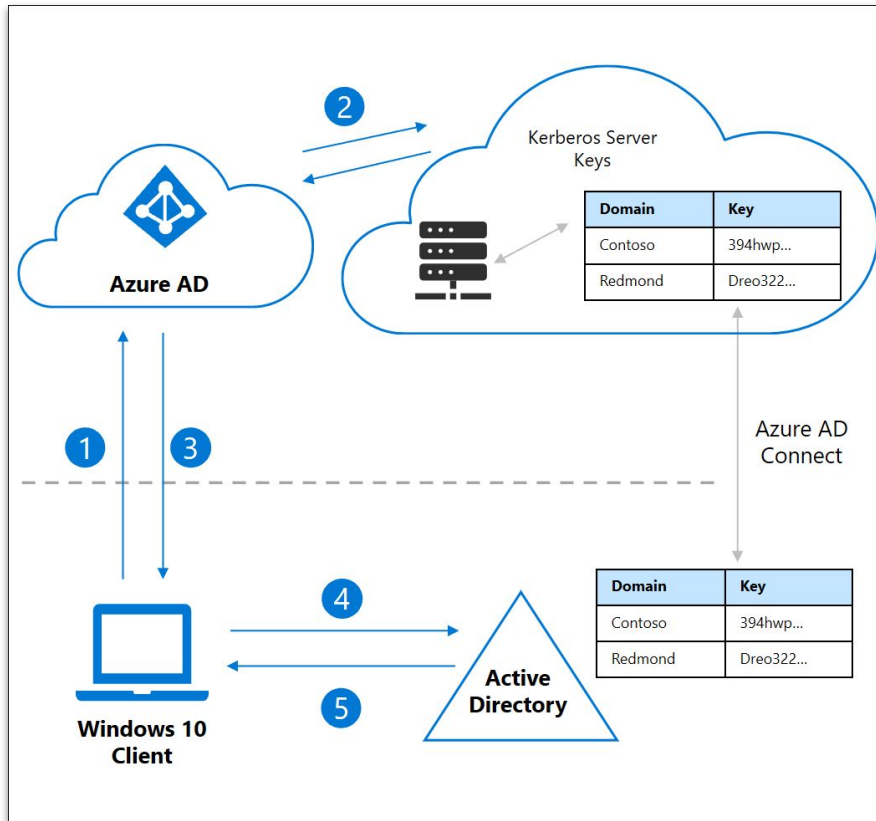 2
Kerberos Server
Keys
Domain Key
Contoso 394hwp...
Redmond Dreo322...
Azure AD
1
3
Azure AD
Connect
4
Domain Key
Contoso 394hwp...
Redmond Dreo322...
Active
Directory
5
Windows 10
Client